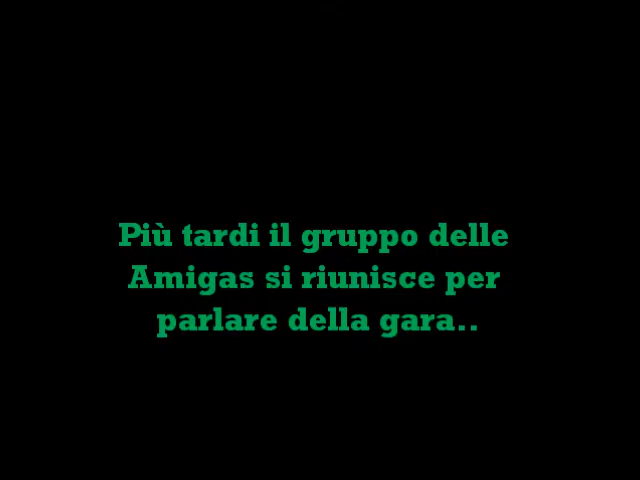 Più tardi il gruppo delle
Amigas si riunisce per
parlare della gara..